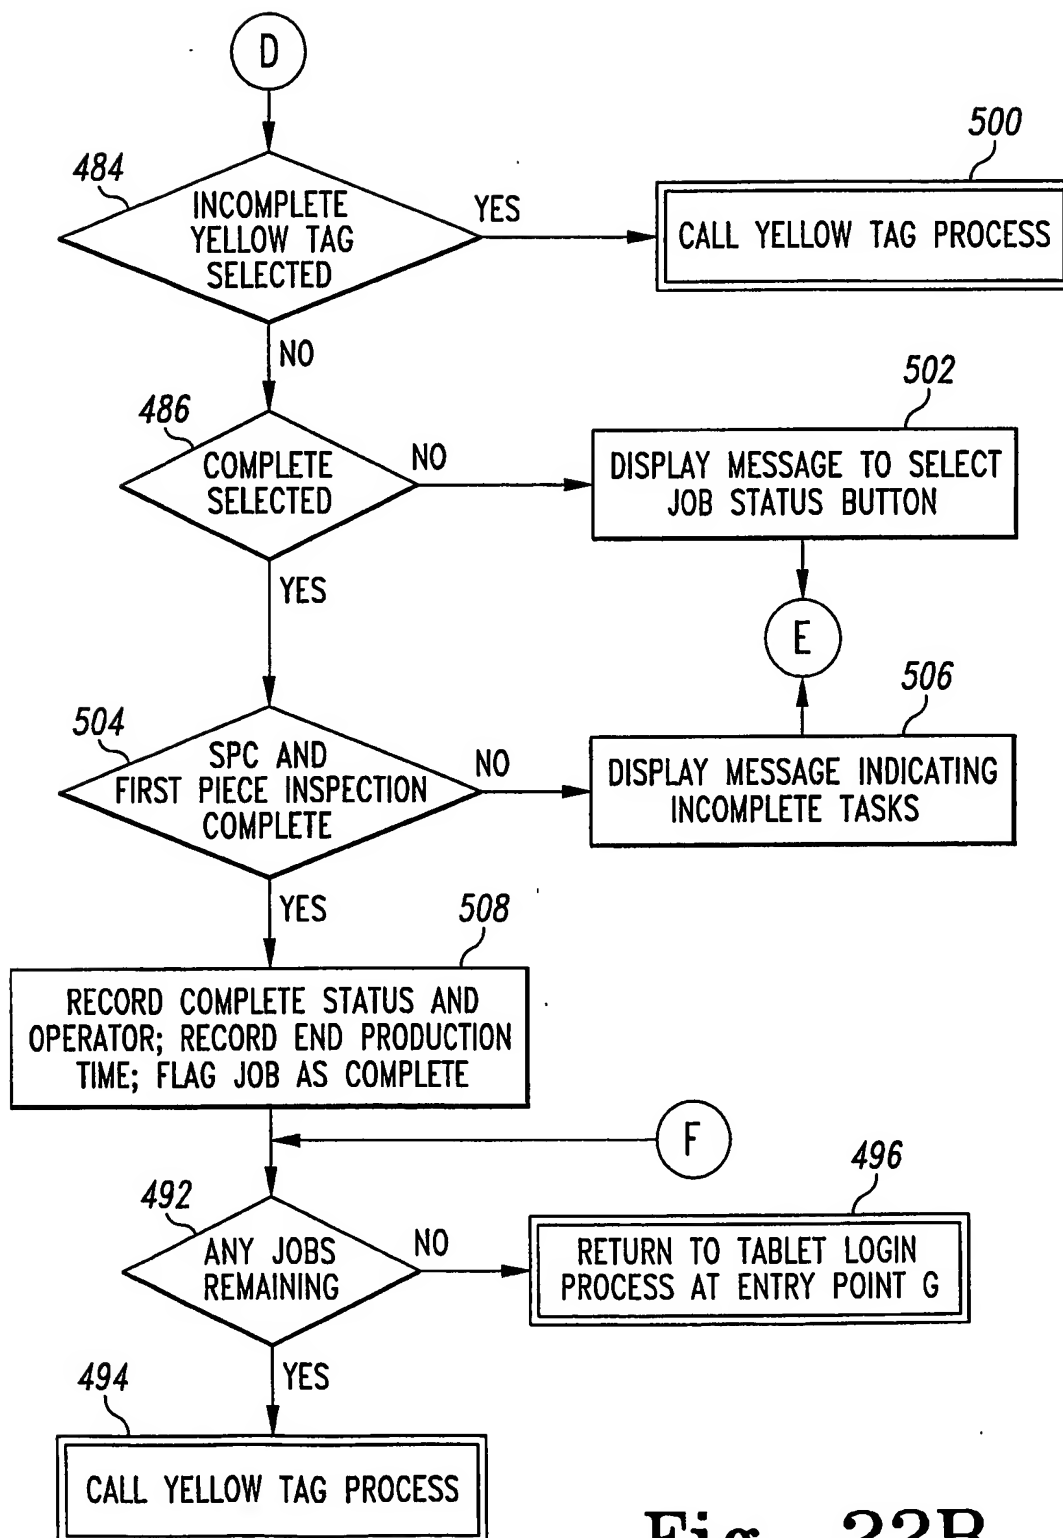 D
484
INCOMPLETE
YELLOW TAG
SELECTED
YES
500
CALL YELLOW TAG PROCESS
NO
486
COMPLETE
SELECTED
NO
502
DISPLAY MESSAGE TO SELECT
JOB STATUS BUTTON
YES
E
504
SPC AND
FIRST PIECE INSPECTION
COMPLETE
NO
506
DISPLAY MESSAGE INDICATING
INCOMPLETE TASKS
YES
508
RECORD COMPLETE STATUS AND
OPERATOR; RECORD END PRODUCTION
TIME; FLAG JOB AS COMPLETE
F
492
ANY JOBS
REMAINING
NO
496
RETURN TO TABLET LOGIN
PROCESS AT ENTRY POINT G
YES
494
CALL YELLOW TAG PROCESS
Fig. 22B